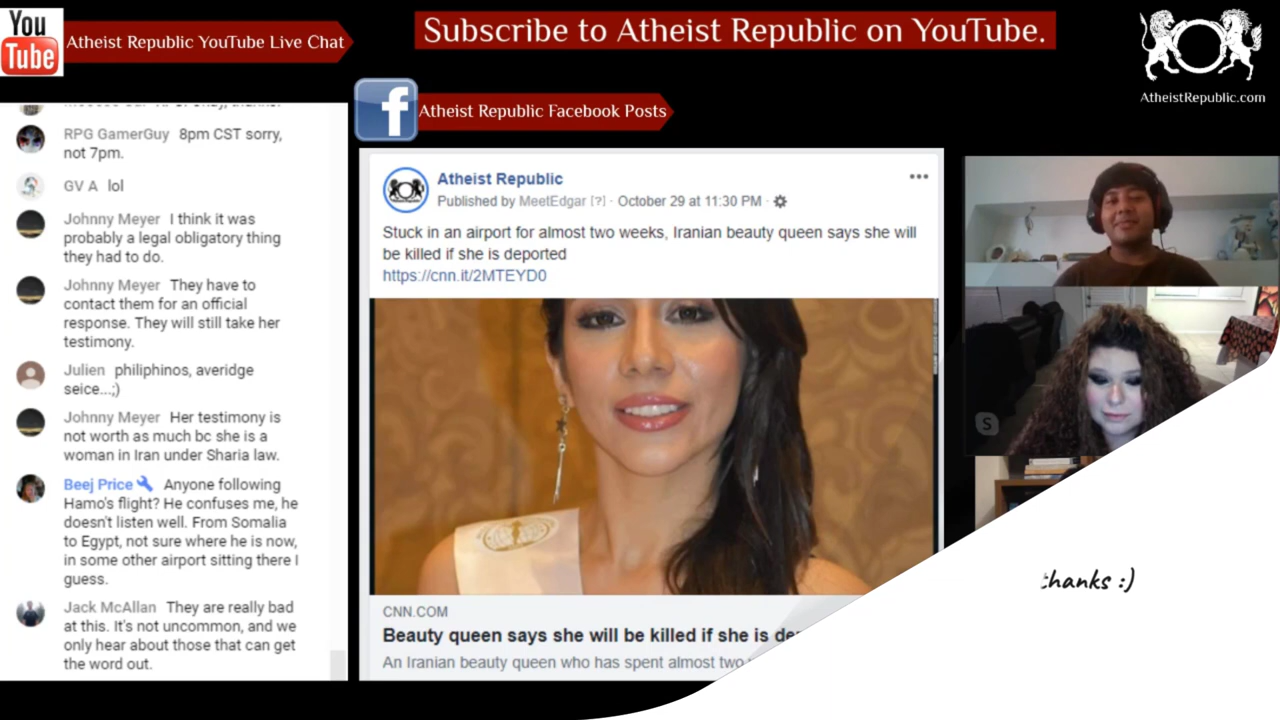 You
Tube
Atheist Republic YouTube Live Chat
Subscribe to Atheist Republic on YouTube.
AtheistRepublic.com
f
Atheist Republic Facebook Posts
RPG GamerGuy 8pm CST sorry,
not 7pm.
GV A lol
Johnny Meyer I think it was
probably a legal obligatory thing
they had to do.
Johnny Meyer They have to
contact them for an official
response. They will still take her
testimony.
Julien philiphinos, averidge
seice...;)
Johnny Meyer Her testimony is
not worth as much bc she is a
woman in Iran under Sharia law.
Beej Price Anyone following
Hamo's flight? He confuses me, he
doesn't listen well. From Somalia
to Egypt, not sure where he is now,
in some other airport sitting there I
guess.
Jack McAllan They are really bad
at this. It's not uncommon, and we
only hear about those that can get
the word out.
Atheist Republic
Published by MeetEdgar [?] · October 29 at 11:30 PM ·
Stuck in an airport for almost two weeks, Iranian beauty queen says she will
be killed if she is deported
https://cnn.it/2MTEYD0
CNN.COM
Beauty queen says she will be killed if she is
An Iranian beauty queen who has spent almost two
S
thanks :)